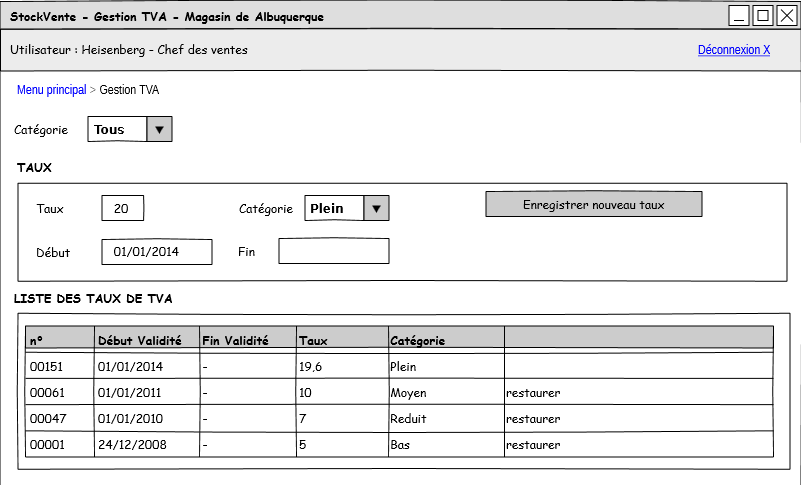 StockVente - Gestion TVA - Magasin de Albuquerque
Utilisateur : Heisenberg - Chef des ventes Déconnexion X
Menu principal > Gestion TVA
Catégorie Tous
TAUX
Taux 20 Catégorie Plein Enregistrer nouveau taux
Début 01/01/2014 Fin
LISTE DES TAUX DE TVA
n° Début Validité Fin Validité Taux Catégorie
00151 01/01/2014 - 19,6 Plein
00061 01/01/2011 - 10 Moyen restaurer
00047 01/01/2010 - 7 Reduit restaurer
00001 24/12/2008 - 5 Bas restaurer